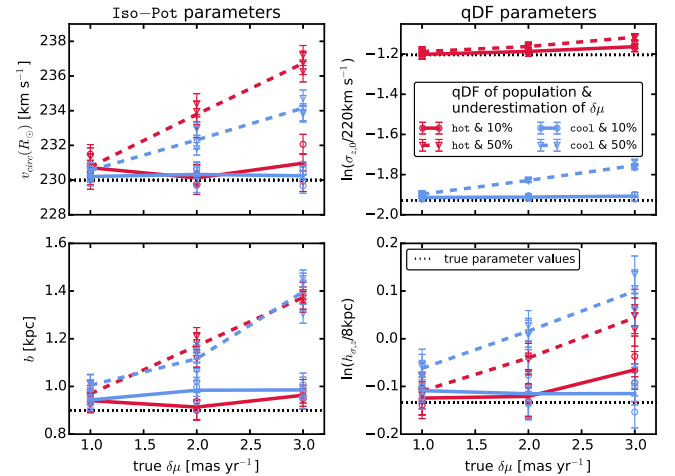 Iso-Pot parameters
qDF parameters
238
236
234
232
230
228
v_circ(R_⊙) [km s⁻¹]
−1.2
−1.4
−1.6
−1.8
−2.0
ln(σ_z,0/220km s⁻¹)
qDF of population &
underestimation of δμ
hot & 10% cool & 10%
hot & 50% cool & 50%
1.6
1.4
1.2
1.0
0.8
b [kpc]
1.0 1.5 2.0 2.5 3.0
true δμ [mas yr⁻¹]
0.2
0.1
0.0
−0.1
−0.2
ln(h_σ,z/8kpc)
true parameter values
1.0 1.5 2.0 2.5 3.0
true δμ [mas yr⁻¹]